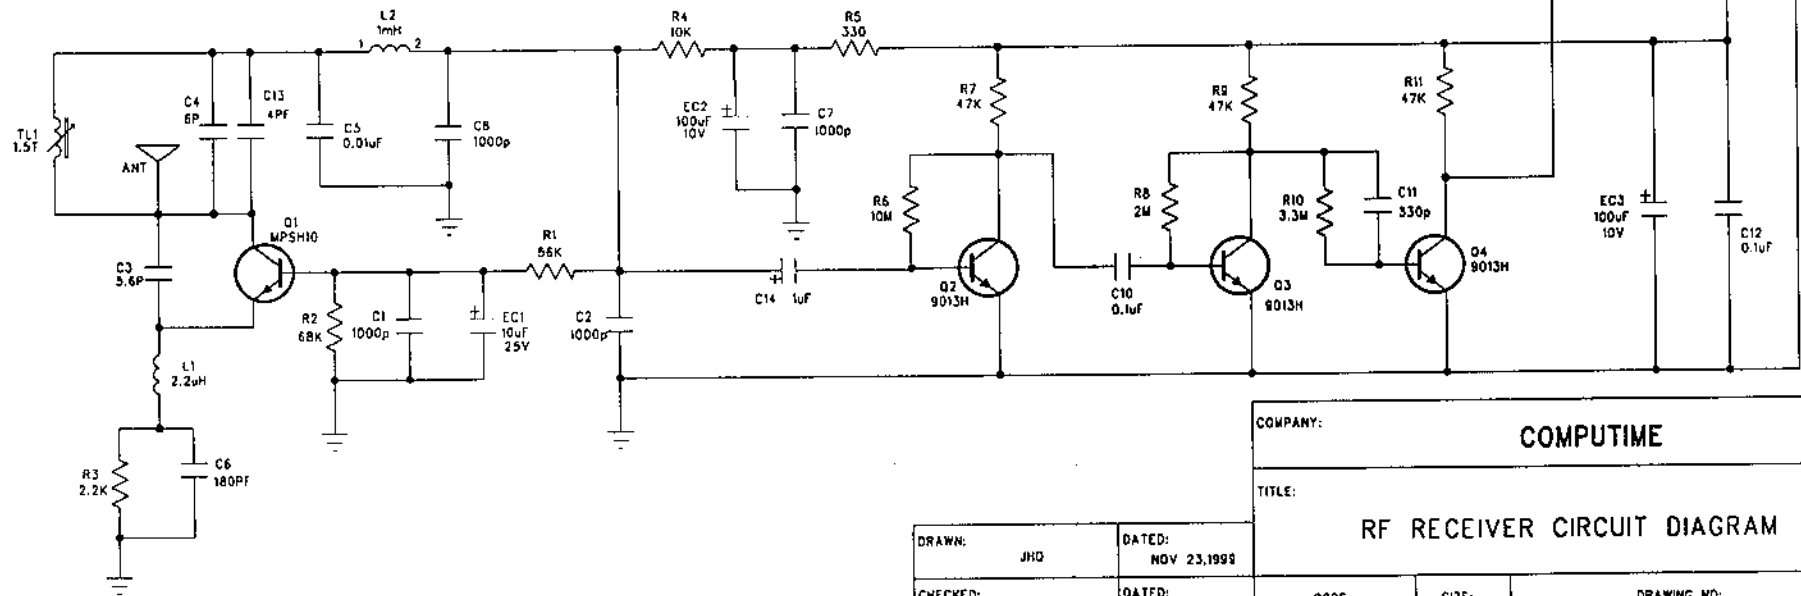 L2
1mH
1 2
R4
10K
R5
330
C4
6P
C13
4PF
TL1
1.5T
ANT
C5
0.01uF
C8
1000p
EC2
100uF
10V
C7
1000p
R7
47K
R9
47K
R11
47K
R6
10M
R8
2M
R10
3.3M
C11
330p
EC3
100uF
10V
C12
0.1uF
Q1
MPSH10
C3
5.6P
R1
56K
R2
68K
C1
1000p
EC1
10uF
25V
C2
1000p
C14 1uF
Q2
9013H
C10
0.1uF
Q3
9013H
Q4
9013H
L1
2.2uH
R3
2.2K
C6
180PF
COMPANY:
COMPUTIME
TITLE:
RF RECEIVER CIRCUIT DIAGRAM
DRAWN:
JHQ
DATED:
NOV 23,1999
CHECKED:
DATED:
CODE
SIZE:
DRAWING NO: